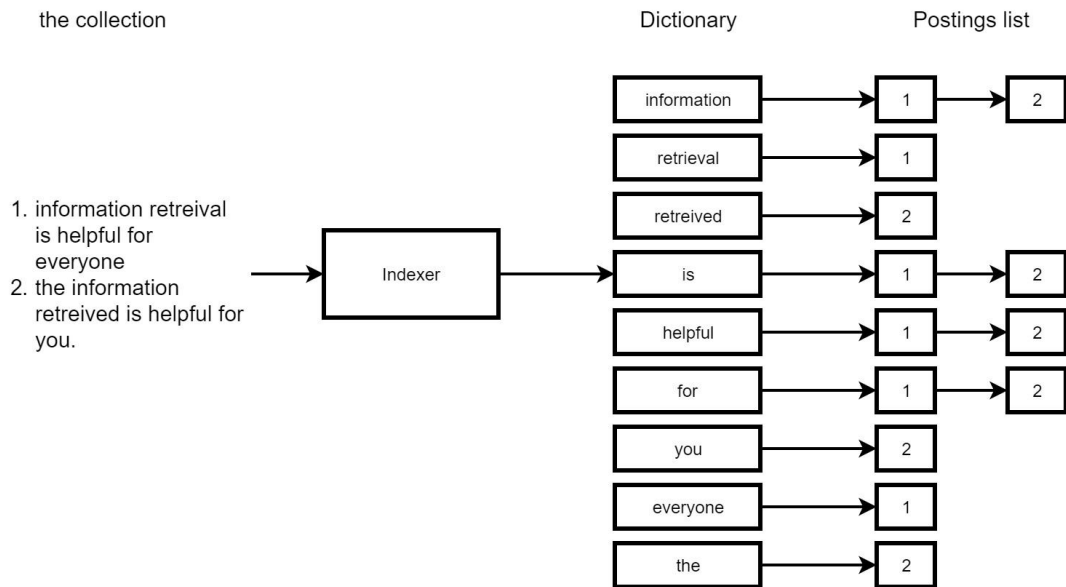 the collection
Dictionary
Postings list
1. information retreival
is helpful for
everyone
2. the information
retreived is helpful for
you.
Indexer
information 1 2
retrieval 1
retreived 2
is 1 2
helpful 1 2
for 1 2
you 2
everyone 1
the 2